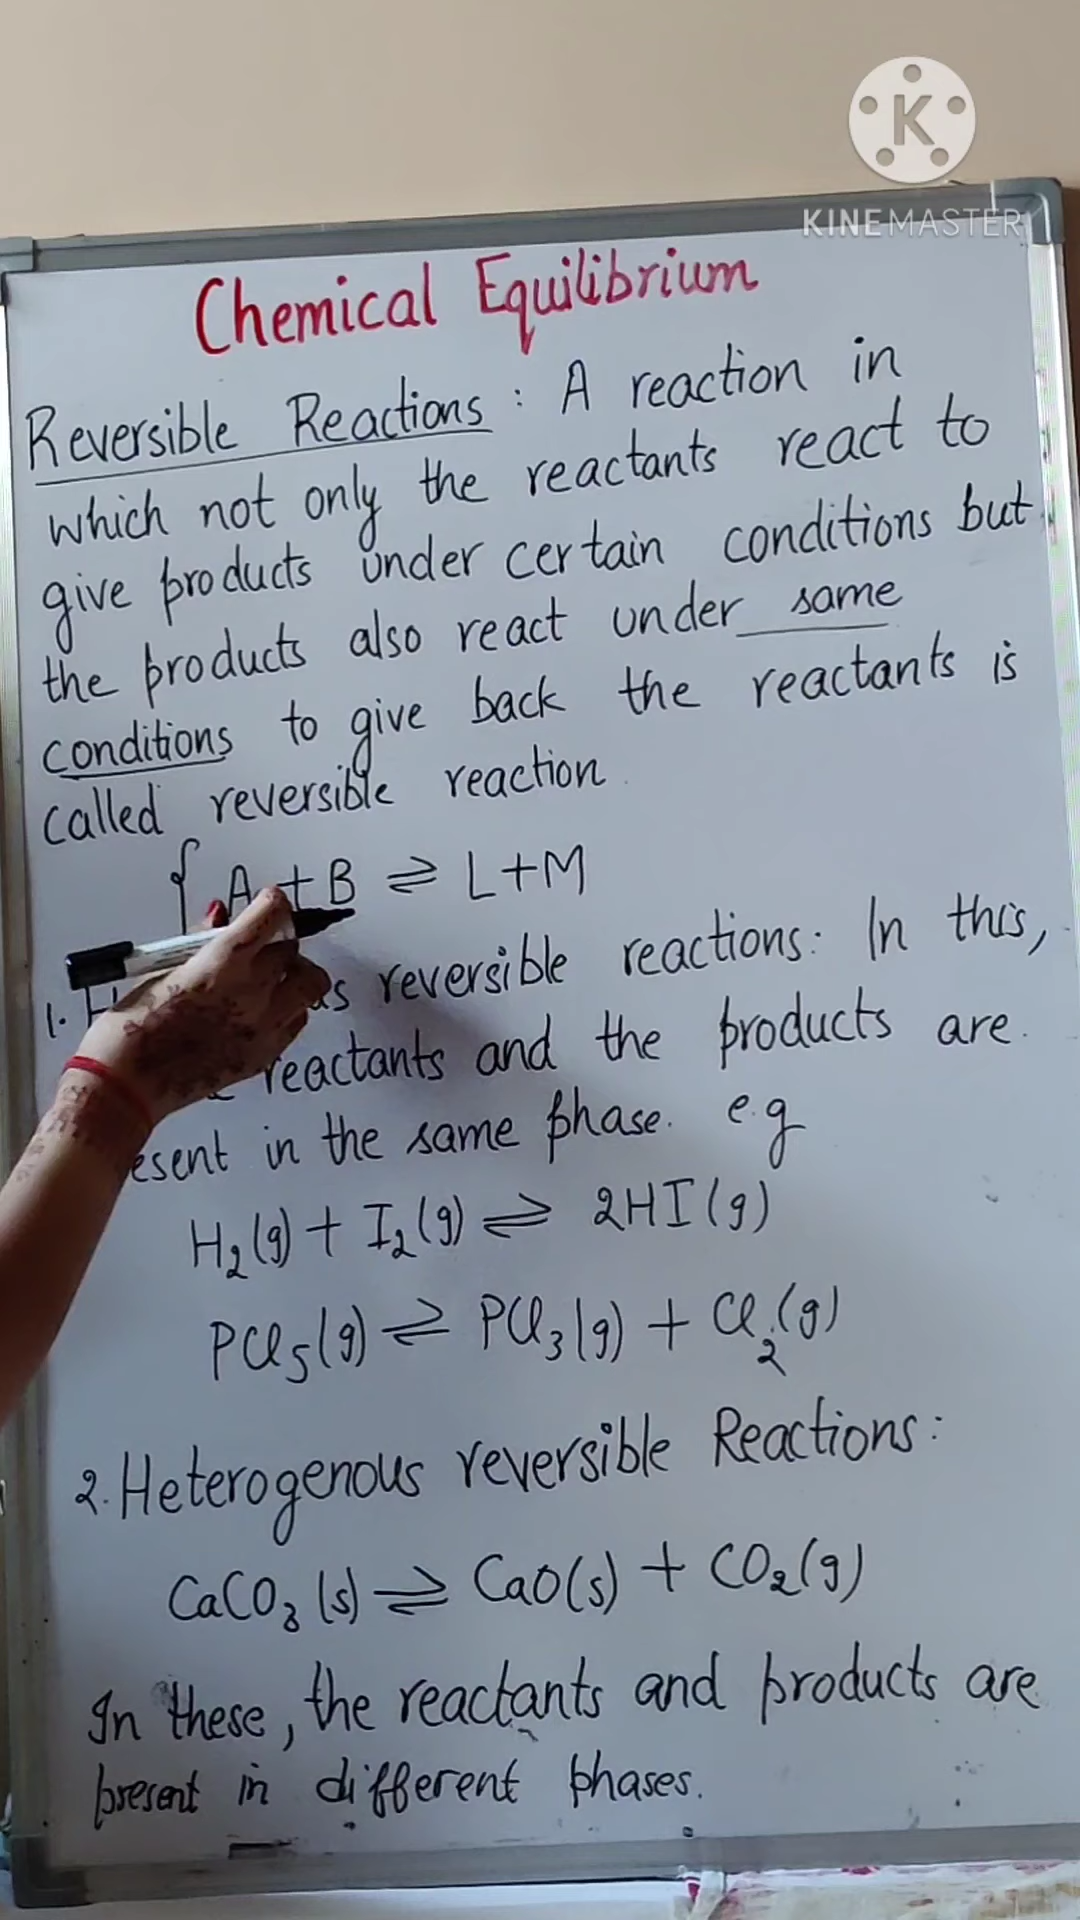 K
KINEMASTER
Chemical Equilibrium
Reversible Reactions : A reaction in
which not only the reactants react to
give products under certain conditions but
the products also react under same
conditions to give back the reactants is
called reversible reaction.
{ A + B ⇌ L + M
1. reversible reactions: In this,
reactants and the products are
in the same phase. e.g
H₂(g) + I₂(g) ⇌ 2HI(g)
PCl₅(g) ⇌ PCl₃(g) + Cl₂(g)
2. Heterogenous reversible Reactions:
CaCO₃(s) ⇌ CaO(s) + CO₂(g)
In these, the reactants and products are
present in different phases.